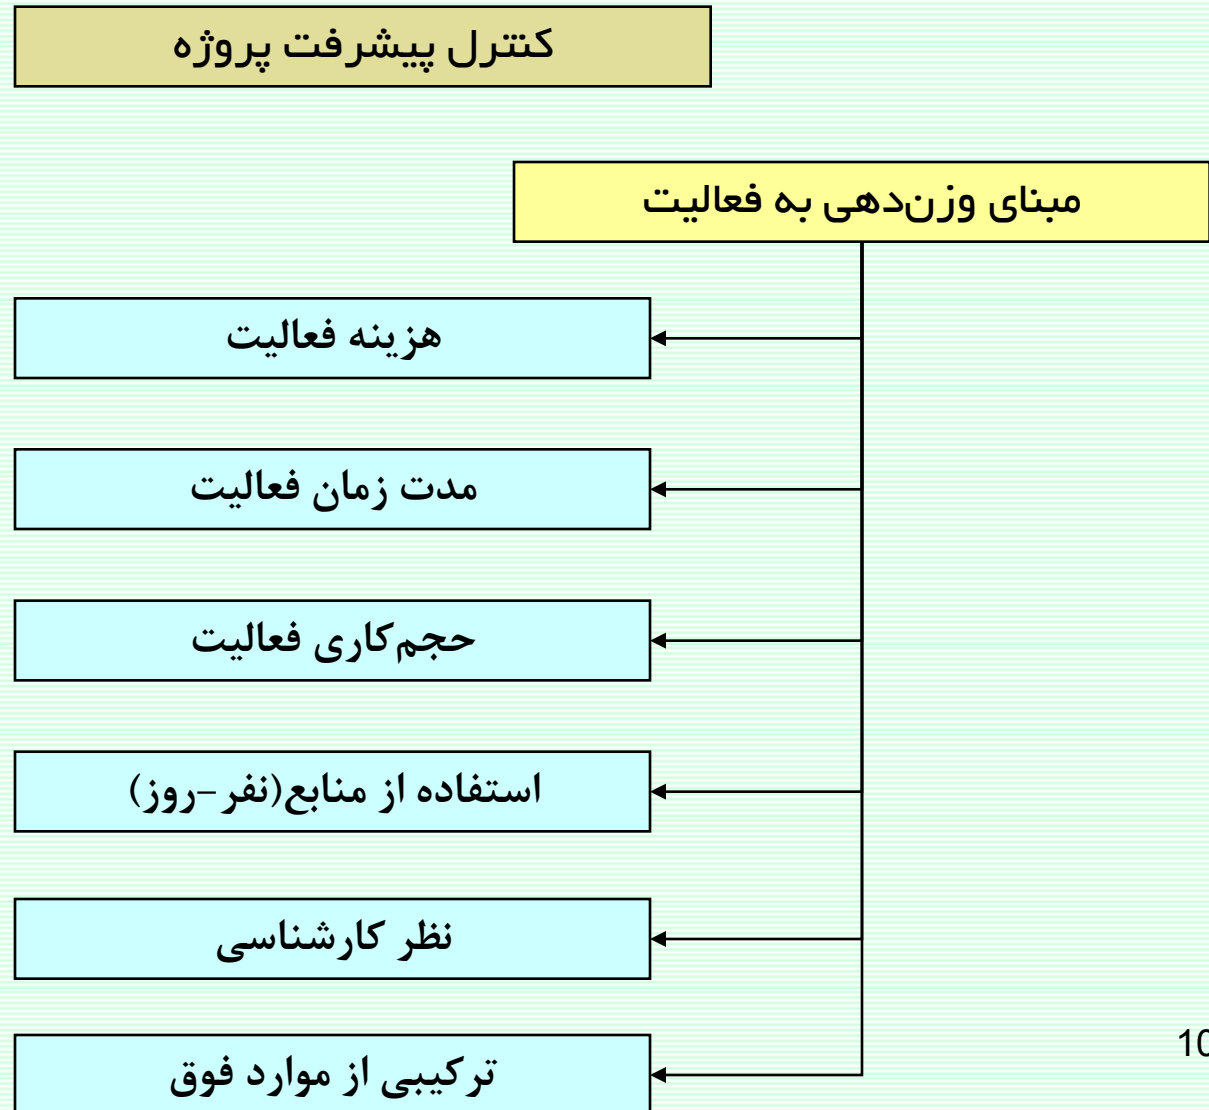 کنترل پیشرفت پروژه
مبنای وزن‌دهی به فعالیت
هزینه فعالیت
مدت زمان فعالیت
حجم‌کاری فعالیت
استفاده از منابع(نفر-روز)
نظر کارشناسی
ترکیبی از موارد فوق